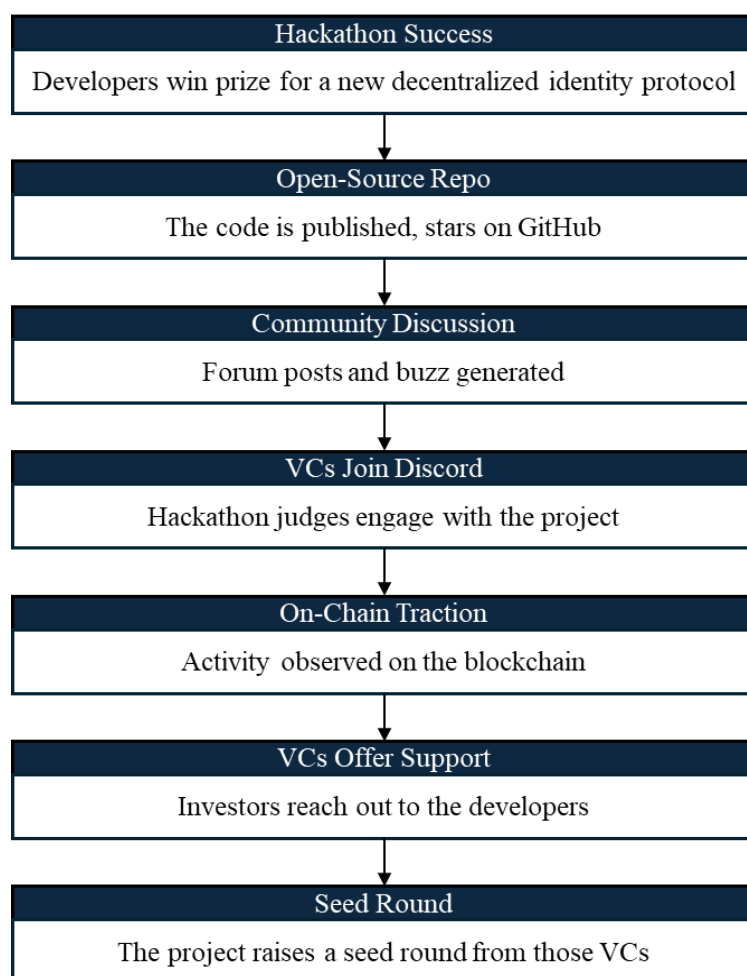 Hackathon Success
Developers win prize for a new decentralized identity protocol
Open-Source Repo
The code is published, stars on GitHub
Community Discussion
Forum posts and buzz generated
VCs Join Discord
Hackathon judges engage with the project
On-Chain Traction
Activity observed on the blockchain
VCs Offer Support
Investors reach out to the developers
Seed Round
The project raises a seed round from those VCs